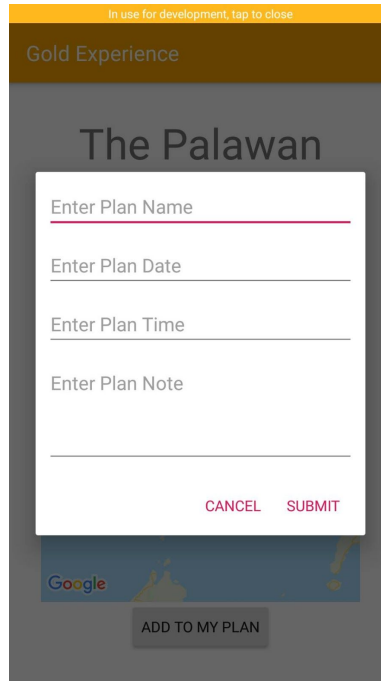 In use for development, tap to close
Gold Experience
The Palawan
Enter Plan Name
Enter Plan Date
Enter Plan Time
Enter Plan Note
CANCEL SUBMIT
Google
ADD TO MY PLAN